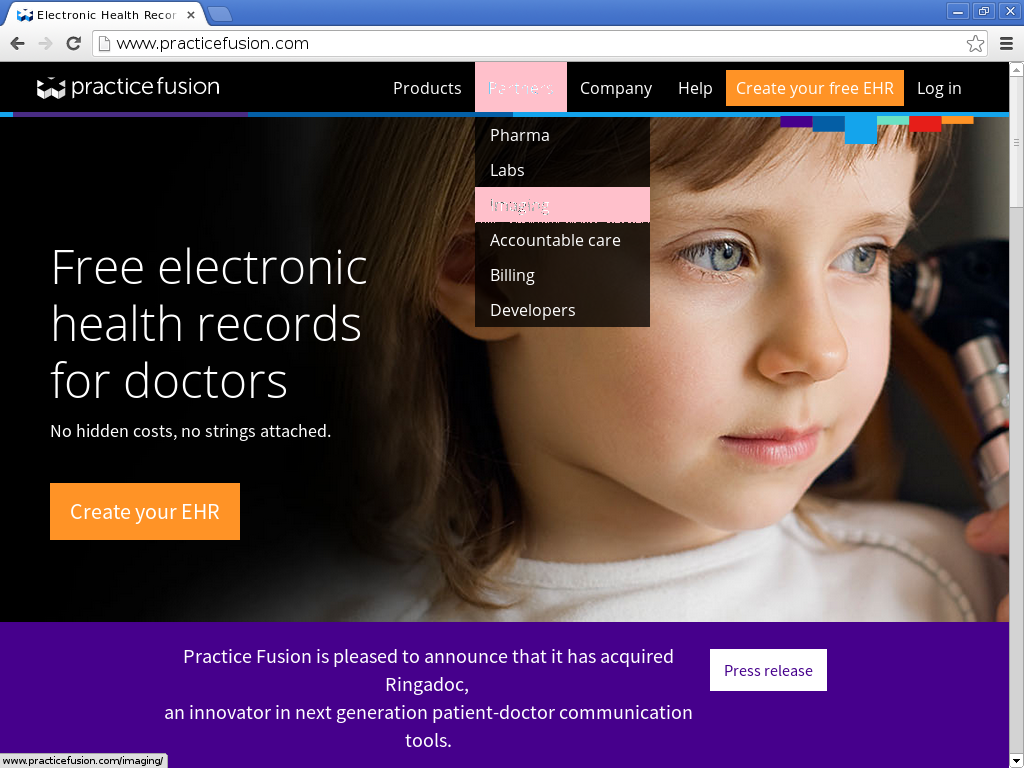 Electronic Health Recor
www.practicefusion.com
practice fusion
Products
Partners
Company
Help
Create your free EHR
Log in
Pharma
Labs
Imaging
Accountable care
Billing
Developers
Free electronic
health records
for doctors
No hidden costs, no strings attached.
Create your EHR
Practice Fusion is pleased to announce that it has acquired
Ringadoc,
an innovator in next generation patient-doctor communication
tools.
Press release
www.practicefusion.com/imaging/